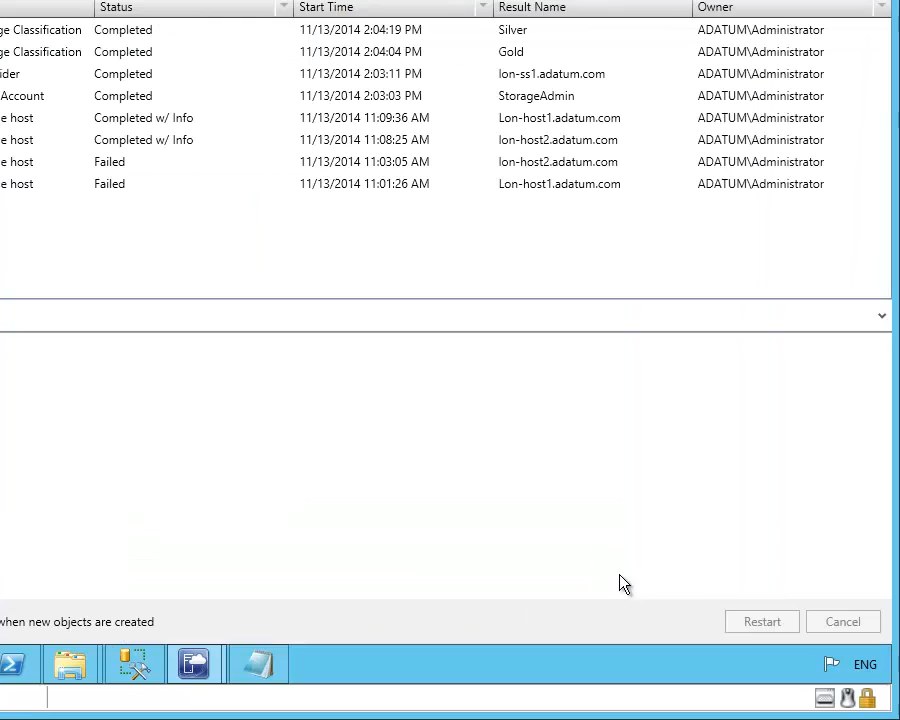 Status Start Time Result Name Owner
ge Classification Completed 11/13/2014 2:04:19 PM Silver ADATUM\Administrator
ge Classification Completed 11/13/2014 2:04:04 PM Gold ADATUM\Administrator
ider Completed 11/13/2014 2:03:11 PM lon-ss1.adatum.com ADATUM\Administrator
Account Completed 11/13/2014 2:03:03 PM StorageAdmin ADATUM\Administrator
e host Completed w/ Info 11/13/2014 11:09:36 AM Lon-host1.adatum.com ADATUM\Administrator
e host Completed w/ Info 11/13/2014 11:08:25 AM lon-host2.adatum.com ADATUM\Administrator
e host Failed 11/13/2014 11:03:05 AM lon-host2.adatum.com ADATUM\Administrator
e host Failed 11/13/2014 11:01:26 AM Lon-host1.adatum.com ADATUM\Administrator
when new objects are created Restart Cancel
ENG